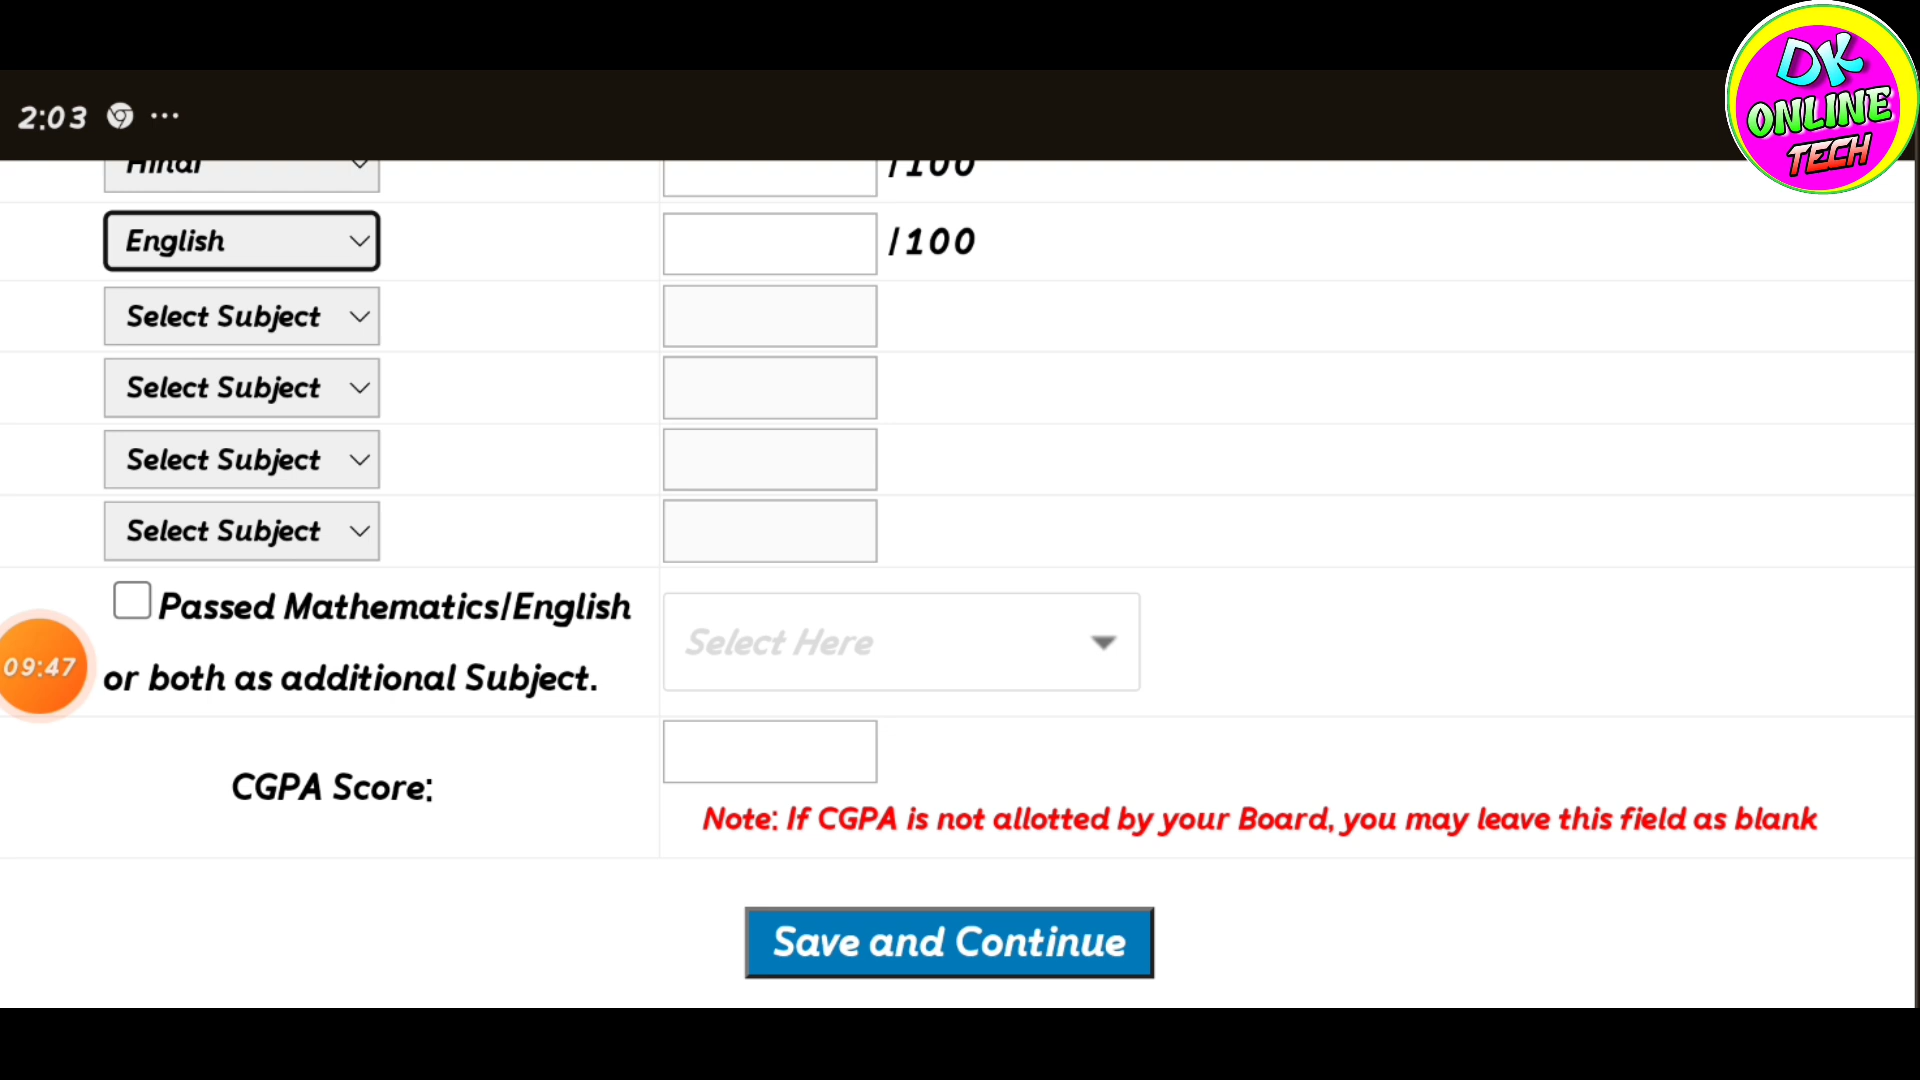 DK
ONLINE
TECH
2:03
Hindi /100
English /100
Select Subject
Select Subject
Select Subject
Select Subject
Passed Mathematics/English
or both as additional Subject.
Select Here
09:47
CGPA Score:
Note: If CGPA is not allotted by your Board, you may leave this field as blank
Save and Continue